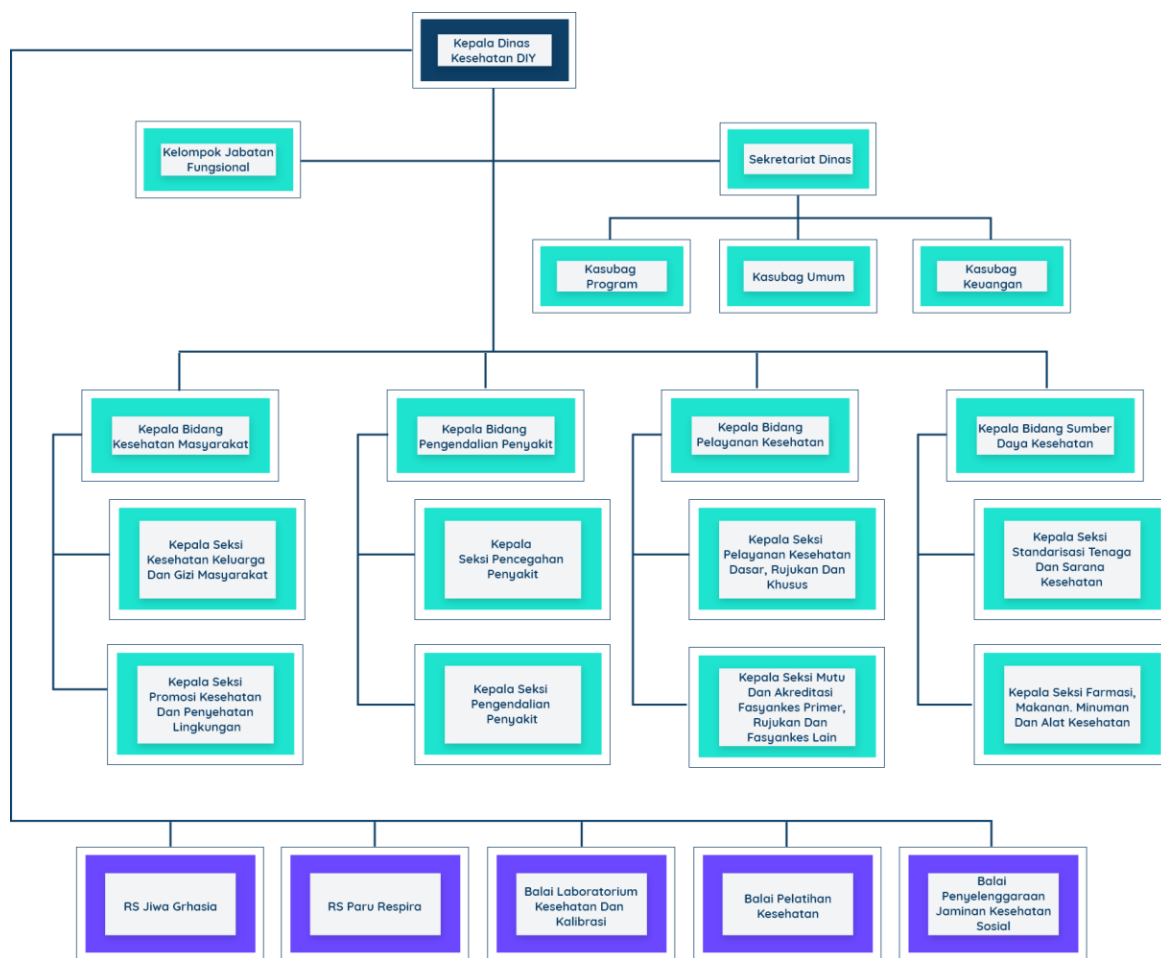 Kepala Dinas
Kesehatan DIY
Kelompok Jabatan
Fungsional
Sekretariat Dinas
Kasubag
Program
Kasubag Umum
Kasubag
Keuangan
Kepala Bidang
Kesehatan Masyarakat
Kepala Bidang
Pengendalian Penyakit
Kepala Bidang
Pelayanan Kesehatan
Kepala Bidang Sumber
Daya Kesehatan
Kepala Seksi
Kesehatan Keluarga
Dan Gizi Masyarakat
Kepala
Seksi Pencegahan
Penyakit
Kepala Seksi
Pelayanan Kesehatan
Dasar, Rujukan Dan
Khusus
Kepala Seksi
Standarisasi Tenaga
Dan Sarana
Kesehatan
Kepala Seksi
Promosi Kesehatan
Dan Penyehatan
Lingkungan
Kepala Seksi
Pengendalian
Penyakit
Kepala Seksi Mutu
Dan Akreditasi
Fasyankes Primer,
Rujukan Dan
Fasyankes Lain
Kepala Seksi Farmasi,
Makanan. Minuman
Dan Alat Kesehatan
RS Jiwa Grhasia
RS Paru Respira
Balai Laboratorium
Kesehatan Dan
Kalibrasi
Balai Pelatihan
Kesehatan
Balai
Penyelenggaraan
Jaminan Kesehatan
Sosial